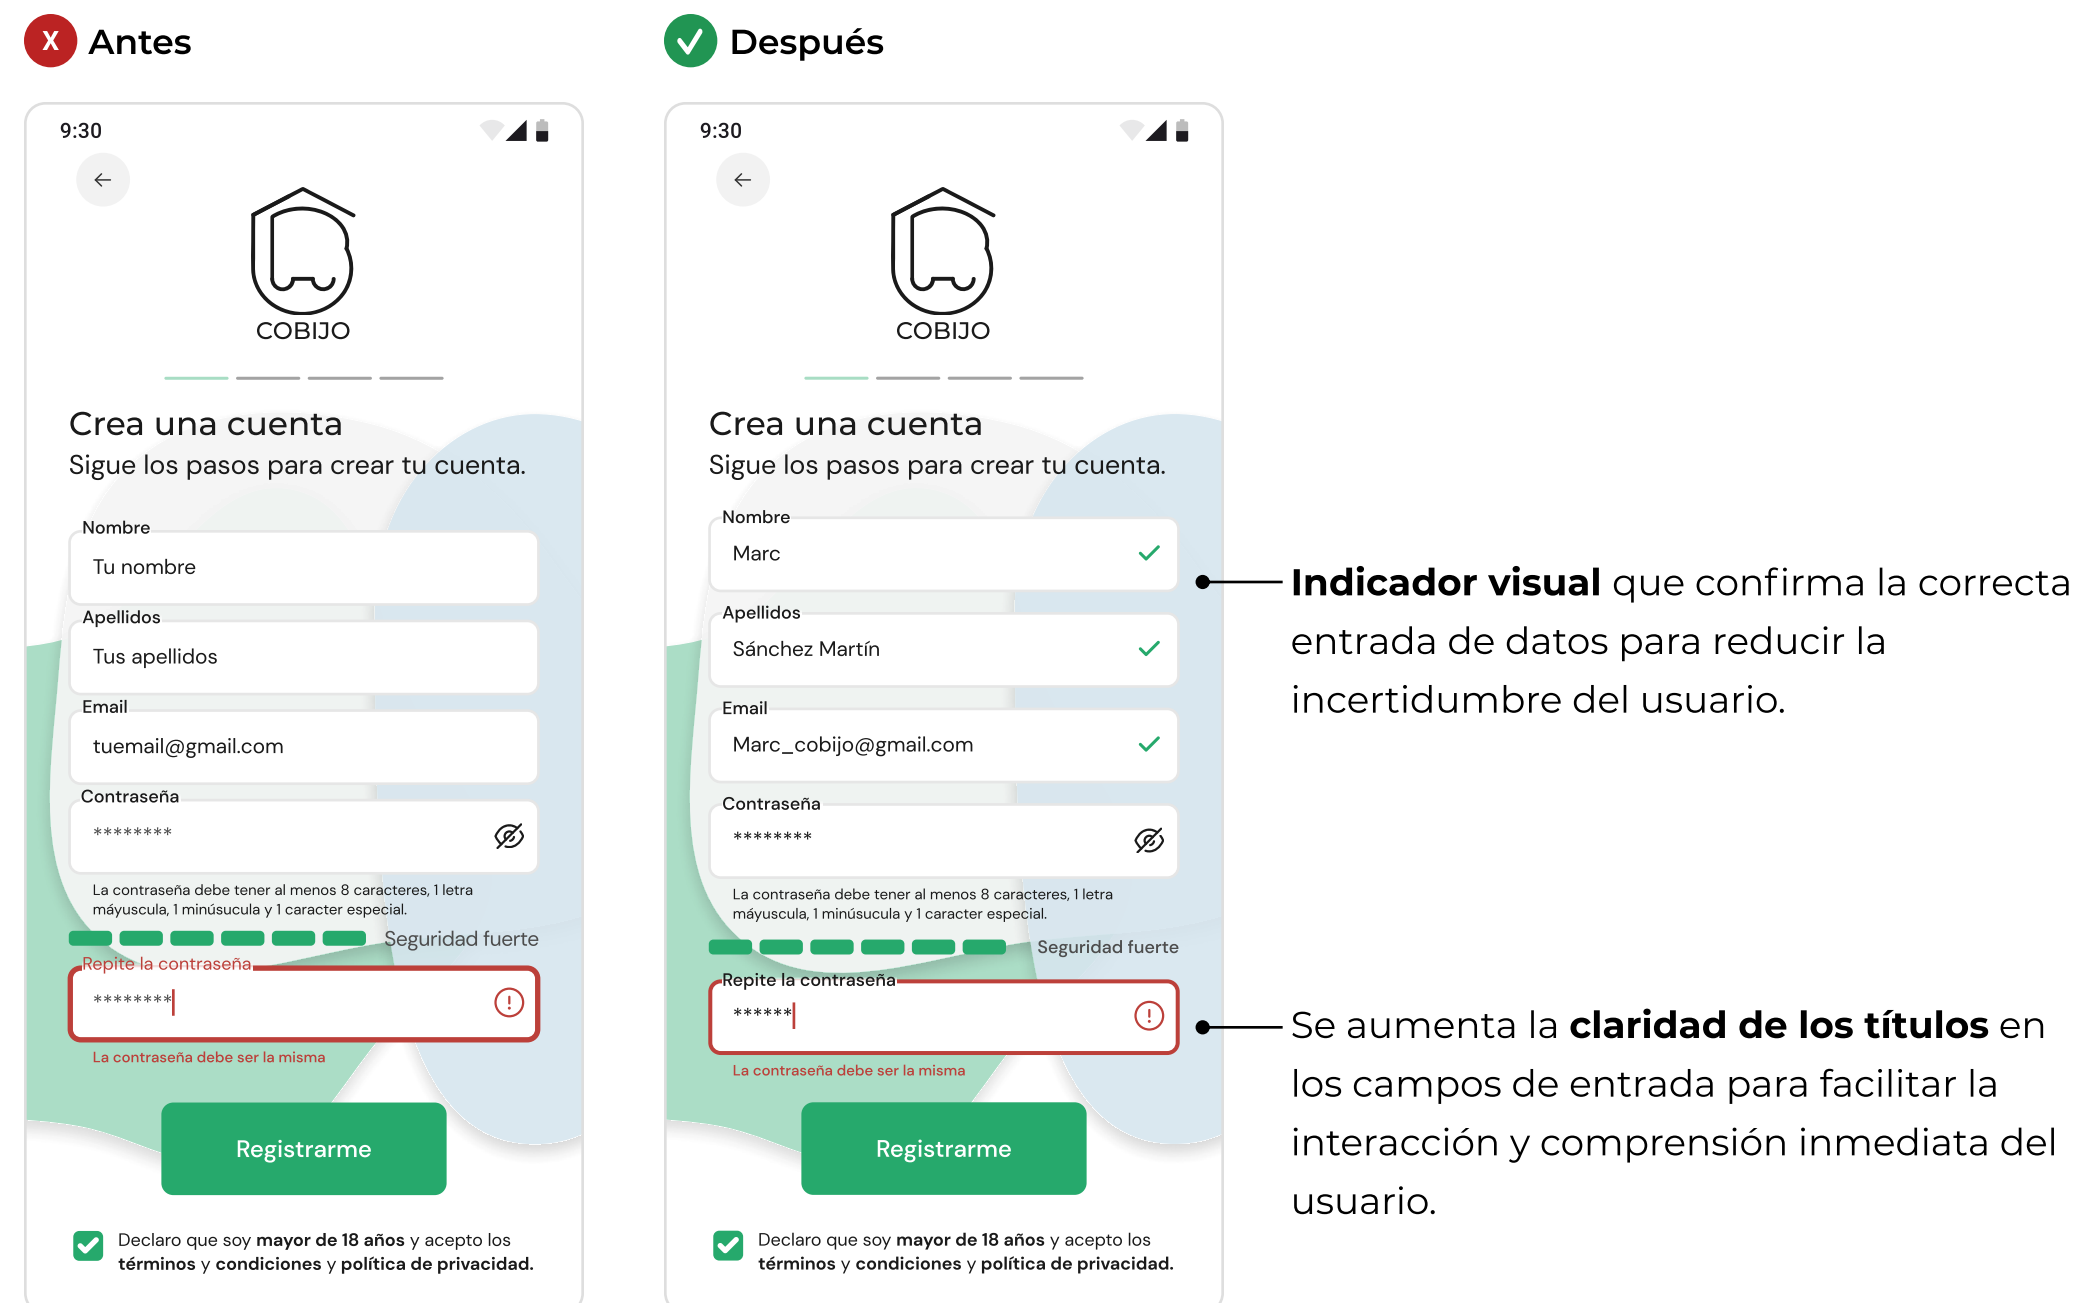 X Antes
9:30
COBIJO
Crea una cuenta
Sigue los pasos para crear tu cuenta.
Nombre
Tu nombre
Apellidos
Tus apellidos
Email
tuemail@gmail.com
Contraseña
********
La contraseña debe tener al menos 8 caracteres, 1 letra
máyuscula, 1 minúsucula y 1 caracter especial.
Seguridad fuerte
Repite la contraseña
********
La contraseña debe ser la misma
Registrarme
Declaro que soy mayor de 18 años y acepto los
términos y condiciones y política de privacidad.
Después
9:30
COBIJO
Crea una cuenta
Sigue los pasos para crear tu cuenta.
Nombre
Marc
Apellidos
Sánchez Martín
Email
Marc_cobijo@gmail.com
Contraseña
********
La contraseña debe tener al menos 8 caracteres, 1 letra
máyuscula, 1 minúsucula y 1 caracter especial.
Seguridad fuerte
Repite la contraseña
******
La contraseña debe ser la misma
Registrarme
Declaro que soy mayor de 18 años y acepto los
términos y condiciones y política de privacidad.
Indicador visual que confirma la correcta
entrada de datos para reducir la
incertidumbre del usuario.
Se aumenta la claridad de los títulos en
los campos de entrada para facilitar la
interacción y comprensión inmediata del
usuario.